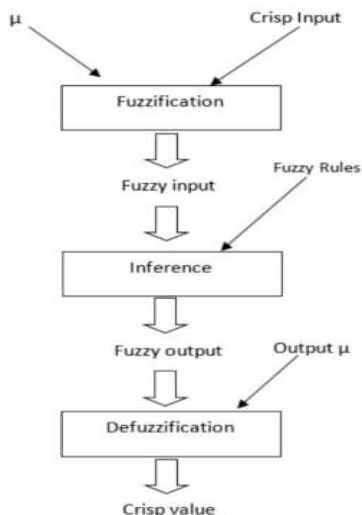 μ
Crisp Input
Fuzzification
Fuzzy input
Fuzzy Rules
Inference
Fuzzy output
Output μ
Defuzzification
Crisp value